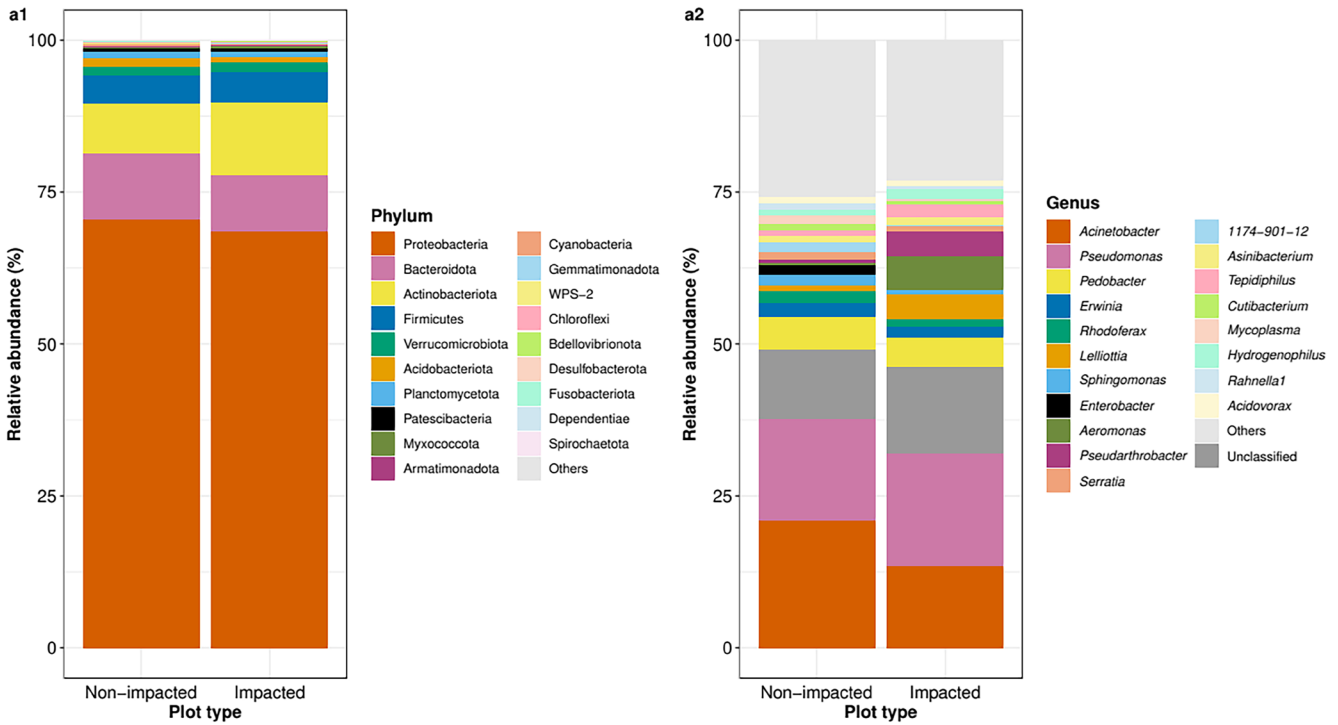 a1
100
75
50
25
0
Relative abundance (%)
Non−impacted
Impacted
Plot type
Phylum
Proteobacteria
Bacteroidota
Actinobacteriota
Firmicutes
Verrucomicrobiota
Acidobacteriota
Planctomycetota
Patescibacteria
Myxococcota
Armatimonadota
Cyanobacteria
Gemmatimonadota
WPS−2
Chloroflexi
Bdellovibrionota
Desulfobacterota
Fusobacteriota
Dependentiae
Spirochaetota
Others
a2
100
75
50
25
0
Relative abundance (%)
Non−impacted
Impacted
Plot type
Genus
Acinetobacter
Pseudomonas
Pedobacter
Erwinia
Rhodoferax
Lelliottia
Sphingomonas
Enterobacter
Aeromonas
Pseudarthrobacter
Serratia
1174−901−12
Asinibacterium
Tepidiphilus
Cutibacterium
Mycoplasma
Hydrogenophilus
Rahnella1
Acidovorax
Others
Unclassified